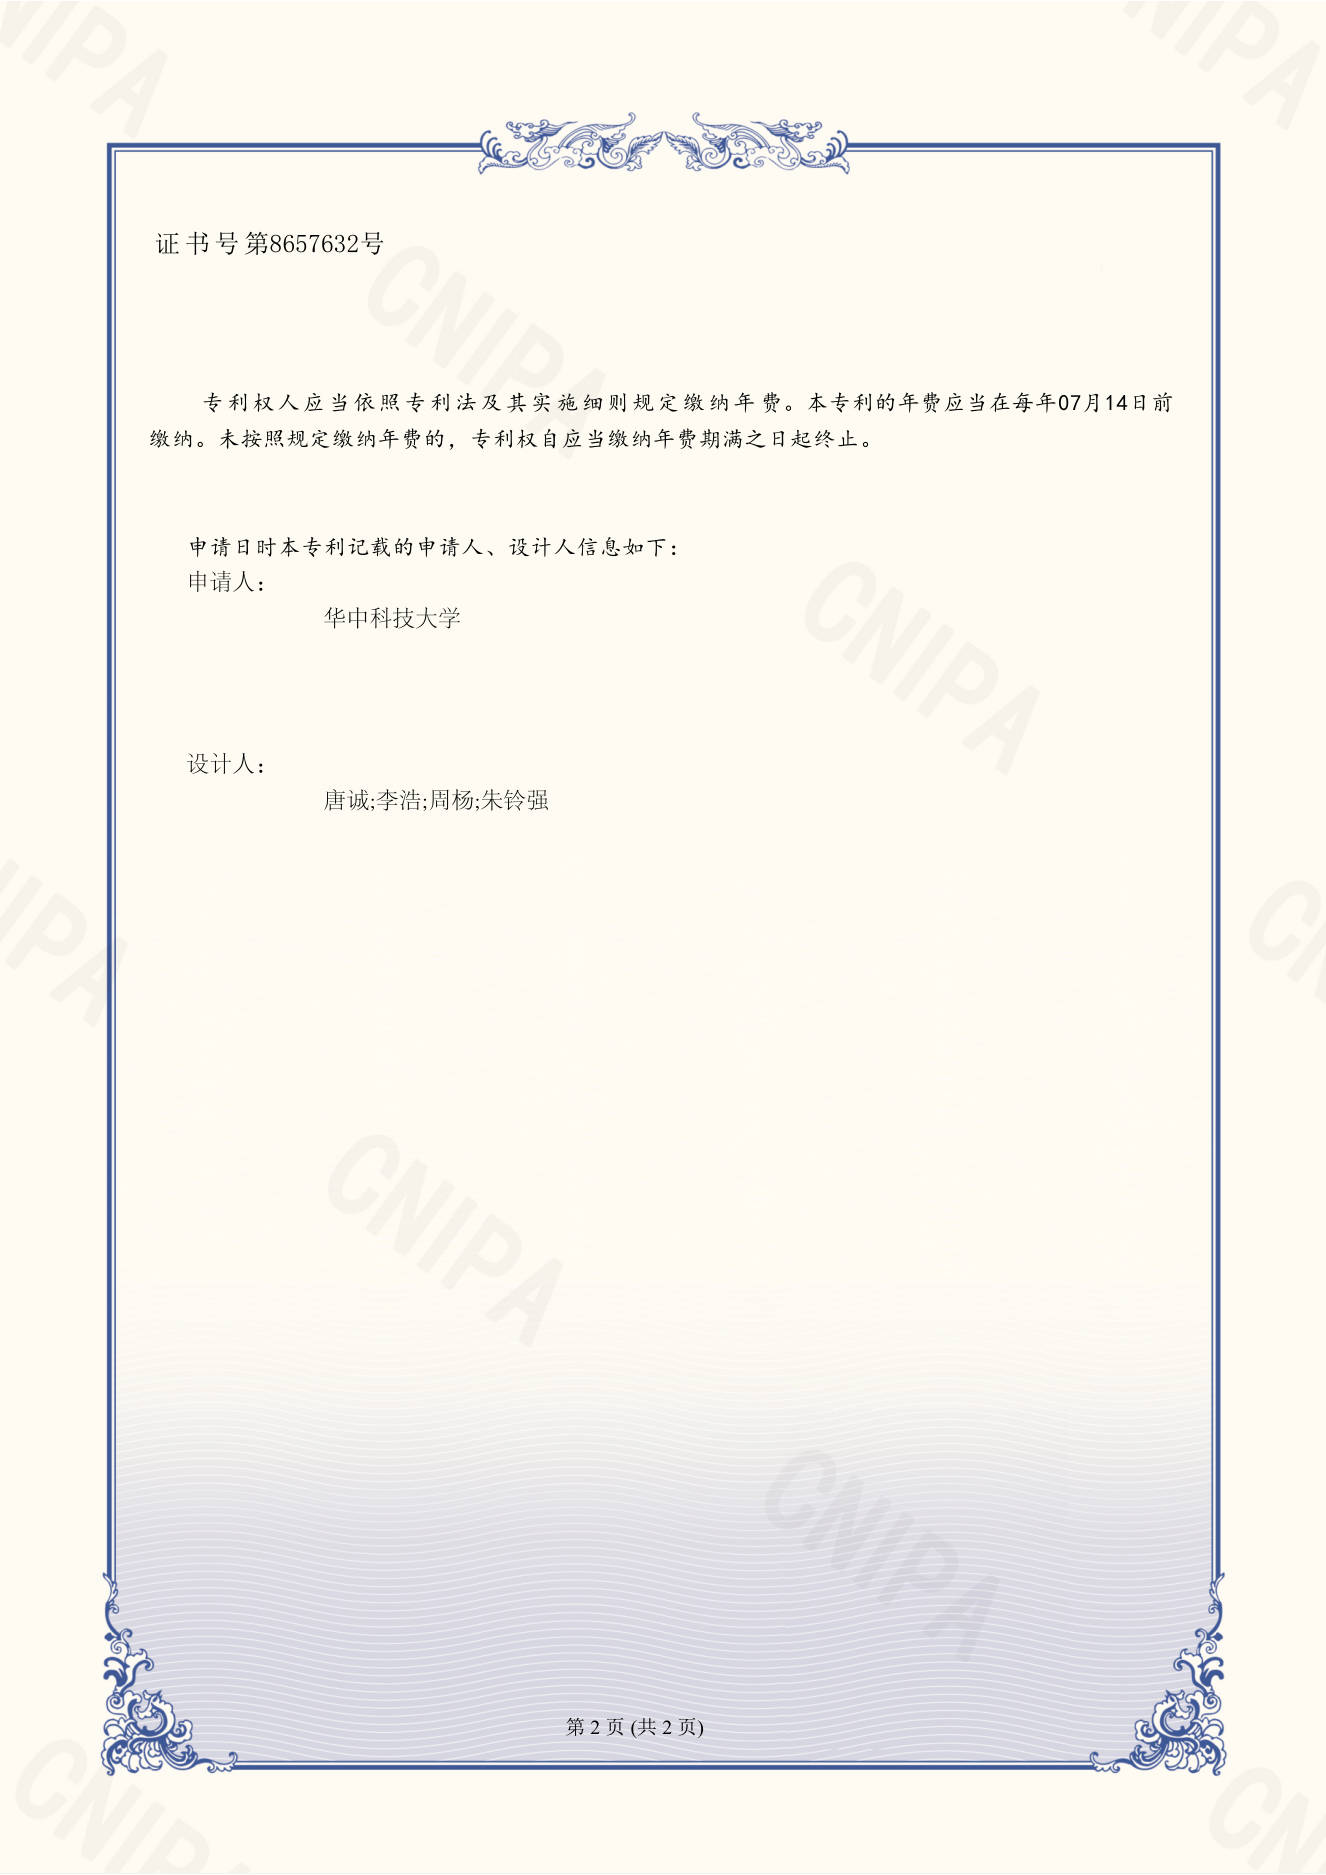 证书号第8657632号
专利权人应当依照专利法及其实施细则规定缴纳年费。本专利的年费应当在每年07月14日前
缴纳。未按照规定缴纳年费的，专利权自应当缴纳年费期满之日起终止。
申请日时本专利记载的申请人、设计人信息如下：
申请人：
华中科技大学
设计人：
唐诚;李浩;周杨;朱铃强
第 2 页 (共 2 页)
CNIPA
CNIPA
CNIPA
CNIPA
CNIPA
CNIPA